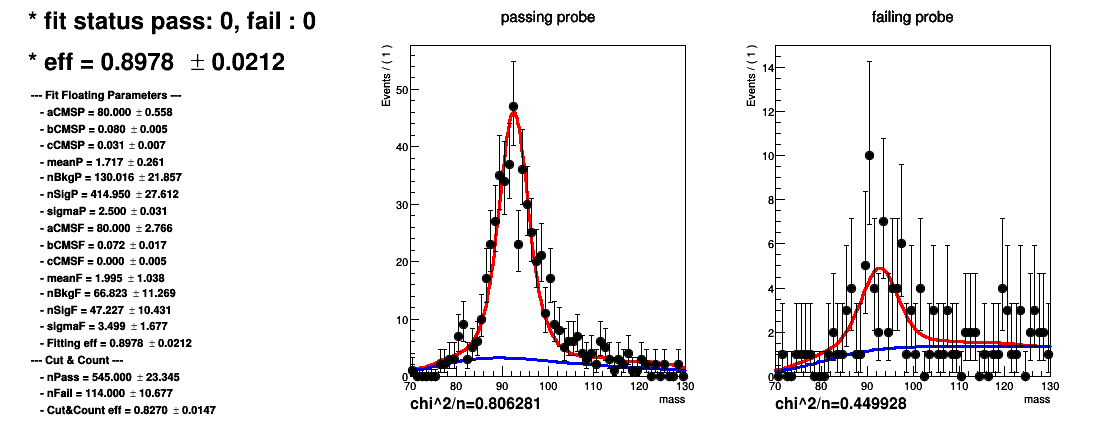 * fit status pass: 0, fail : 0
* eff = 0.8978 ± 0.0212
--- Fit Floating Parameters ---
- aCMSP = 80.000 ± 0.558
- bCMSP = 0.080 ± 0.005
- cCMSP = 0.031 ± 0.007
- meanP = 1.717 ± 0.261
- nBkgP = 130.016 ± 21.857
- nSigP = 414.950 ± 27.612
- sigmaP = 2.500 ± 0.031
- aCMSF = 80.000 ± 2.766
- bCMSF = 0.072 ± 0.017
- cCMSF = 0.000 ± 0.005
- meanF = 1.995 ± 1.038
- nBkgF = 66.823 ± 11.269
- nSigF = 47.227 ± 10.431
- sigmaF = 3.499 ± 1.677
- Fitting eff = 0.8978 ± 0.0212
--- Cut & Count ---
- nPass = 545.000 ± 23.345
- nFail = 114.000 ± 10.677
- Cut&Count eff = 0.8270 ± 0.0147
passing probe
Events / ( 1 )
50
40
30
20
10
0
70 80 90 100 110 120 130
mass
chi^2/n=0.806281
failing probe
Events / ( 1 )
14
12
10
8
6
4
2
0
70 80 90 100 110 120 130
mass
chi^2/n=0.449928